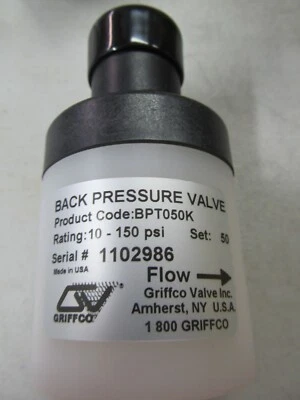 BACK PRESSURE VALVE
Product Code:BPT050K
Rating:10 - 150 psi Set: 50
Serial # 1102986
Made in USA
Flow
GRIFFCO
Griffco Valve Inc.
Amherst, NY U.S.A.
1 800 GRIFFCO